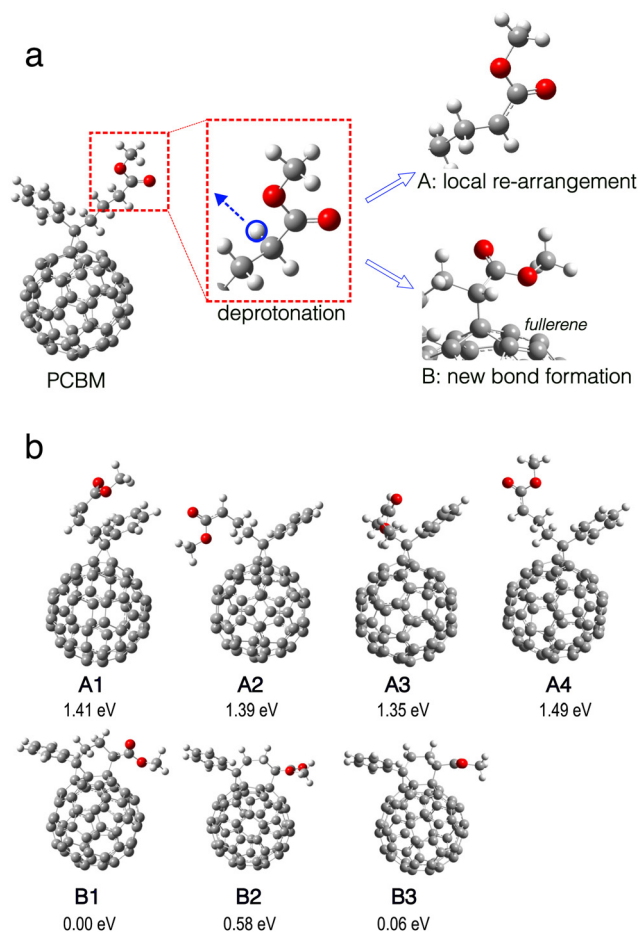 a
PCBM
deprotonation
A: local re-arrangement
fullerene
B: new bond formation
b
A1
A2
A3
A4
1.41 eV
1.39 eV
1.35 eV
1.49 eV
B1
B2
B3
0.00 eV
0.58 eV
0.06 eV